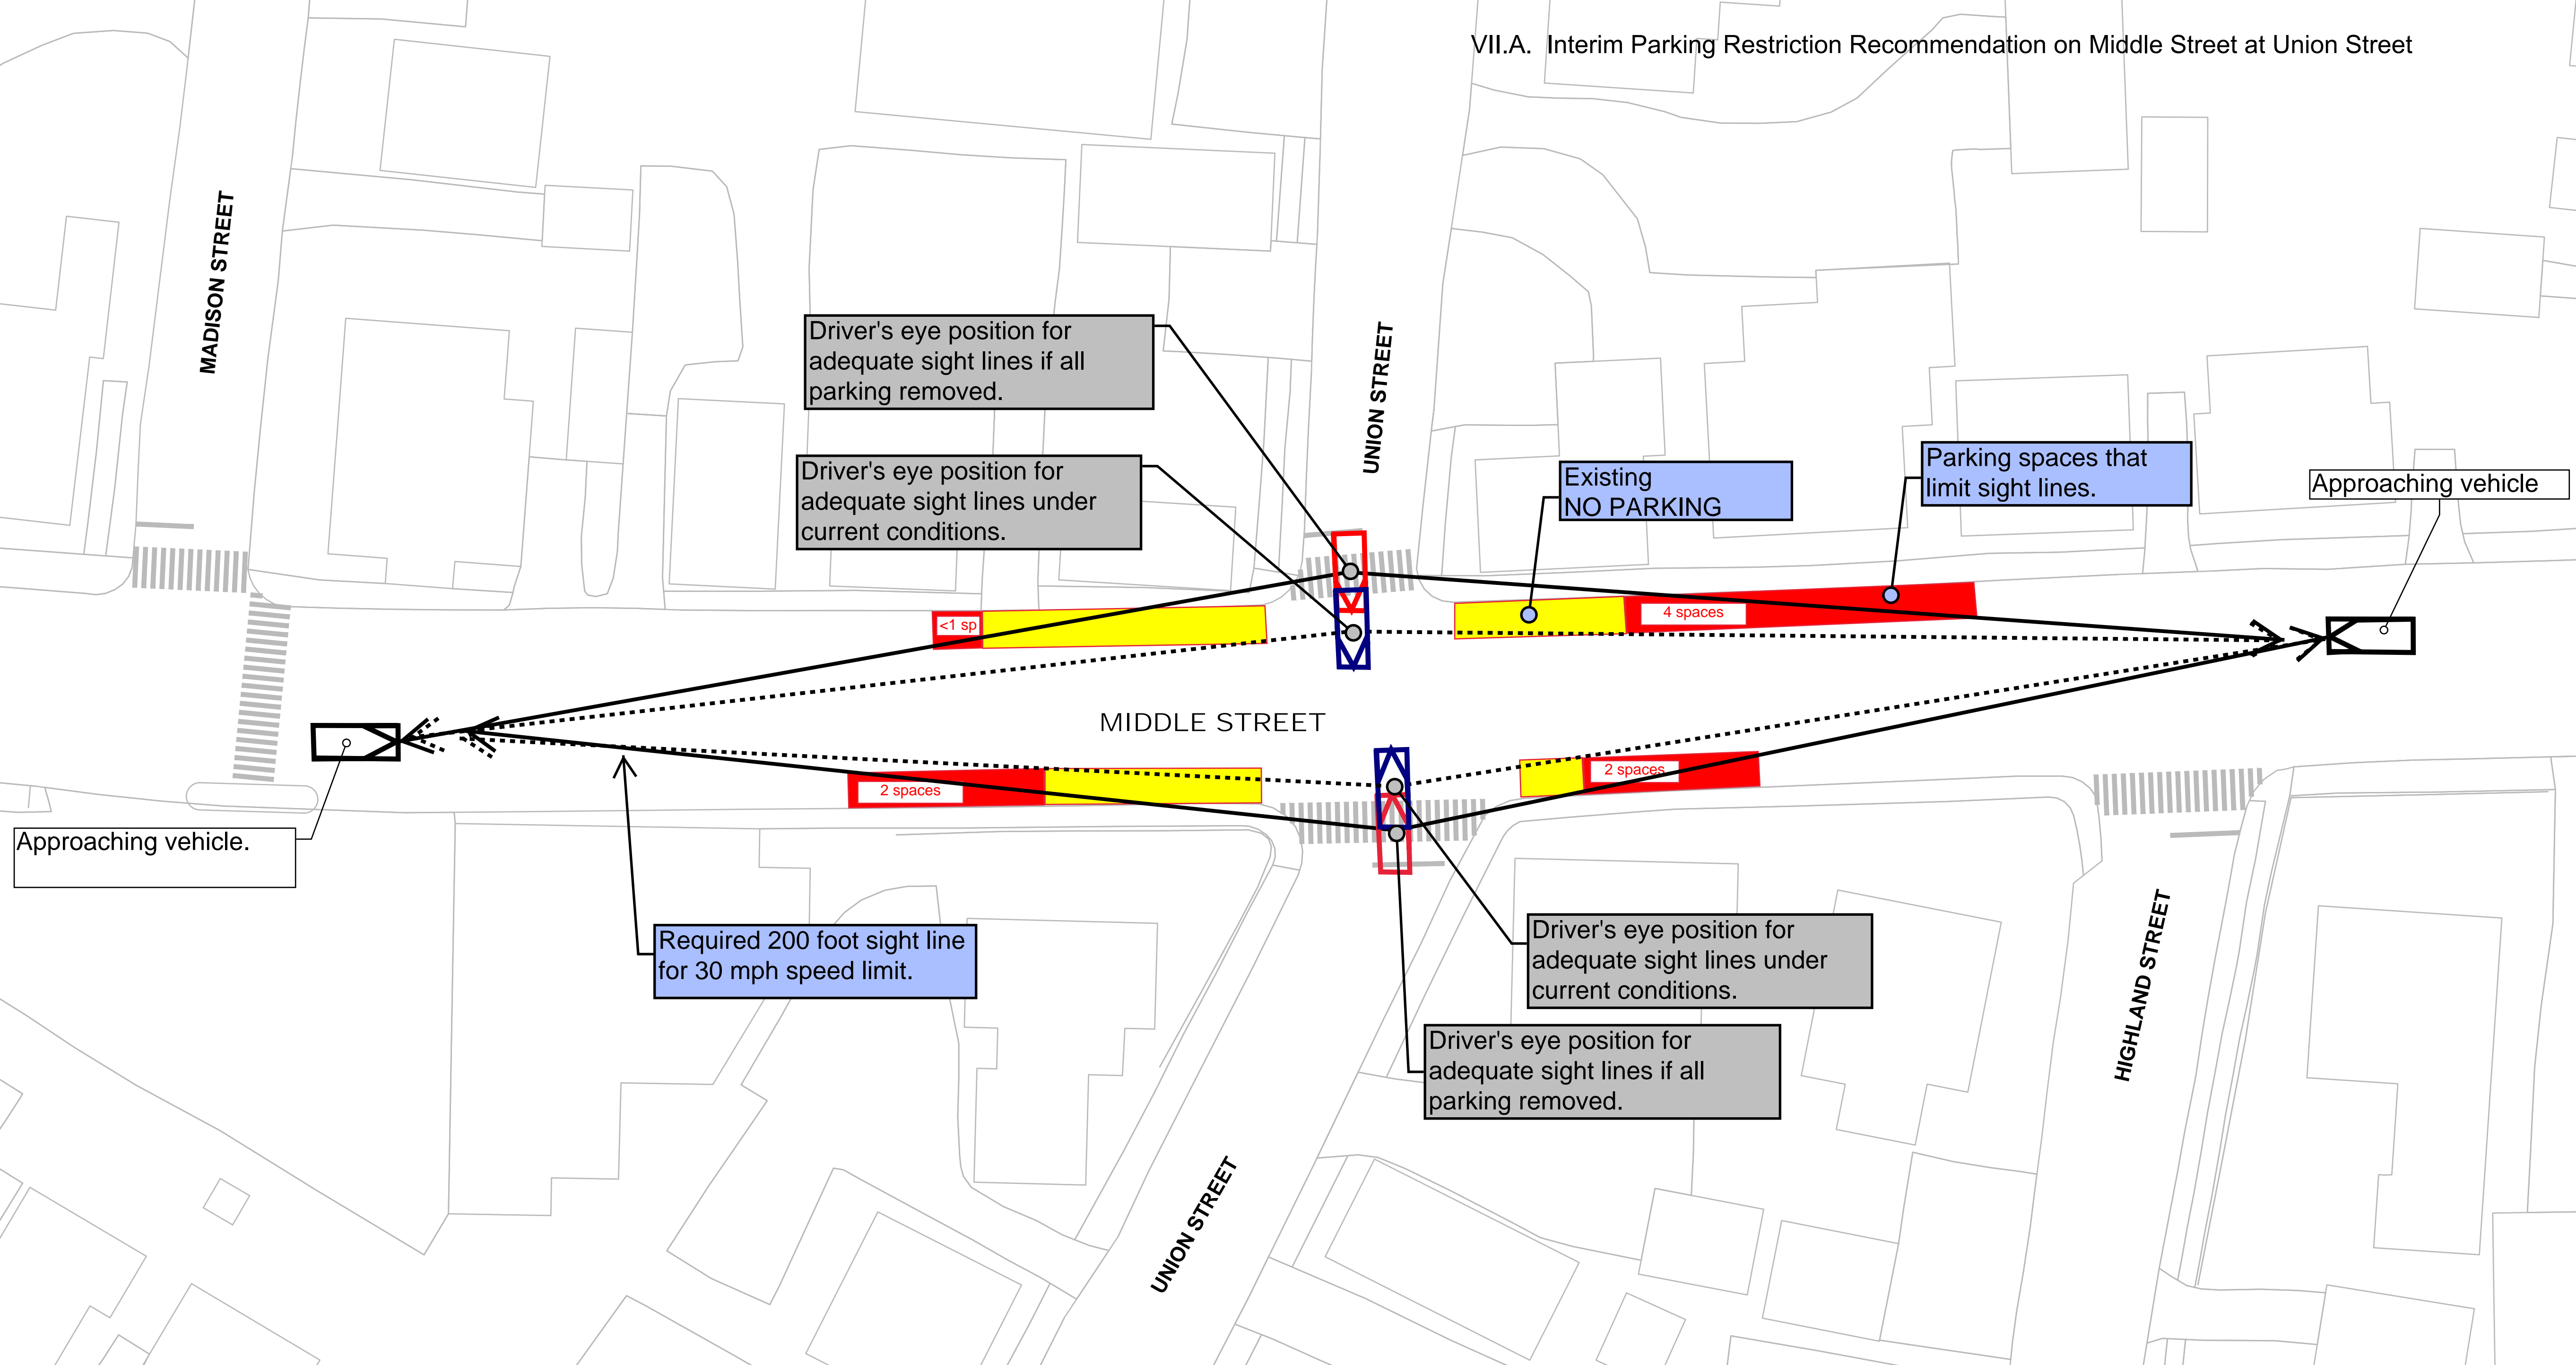 VII.A.  Interim Parking Restriction Recommendation on Middle Street at Union Street
MADISON STREET
UNION STREET
Driver's eye position for
adequate sight lines if all
parking removed.
Driver's eye position for
adequate sight lines under
current conditions.
Existing
NO PARKING
Parking spaces that
limit sight lines.
Approaching vehicle
<1 sp
4 spaces
MIDDLE STREET
2 spaces
2 spaces
Approaching vehicle.
Required 200 foot sight line
for 30 mph speed limit.
Driver's eye position for
adequate sight lines under
current conditions.
Driver's eye position for
adequate sight lines if all
parking removed.
HIGHLAND STREET
UNION STREET